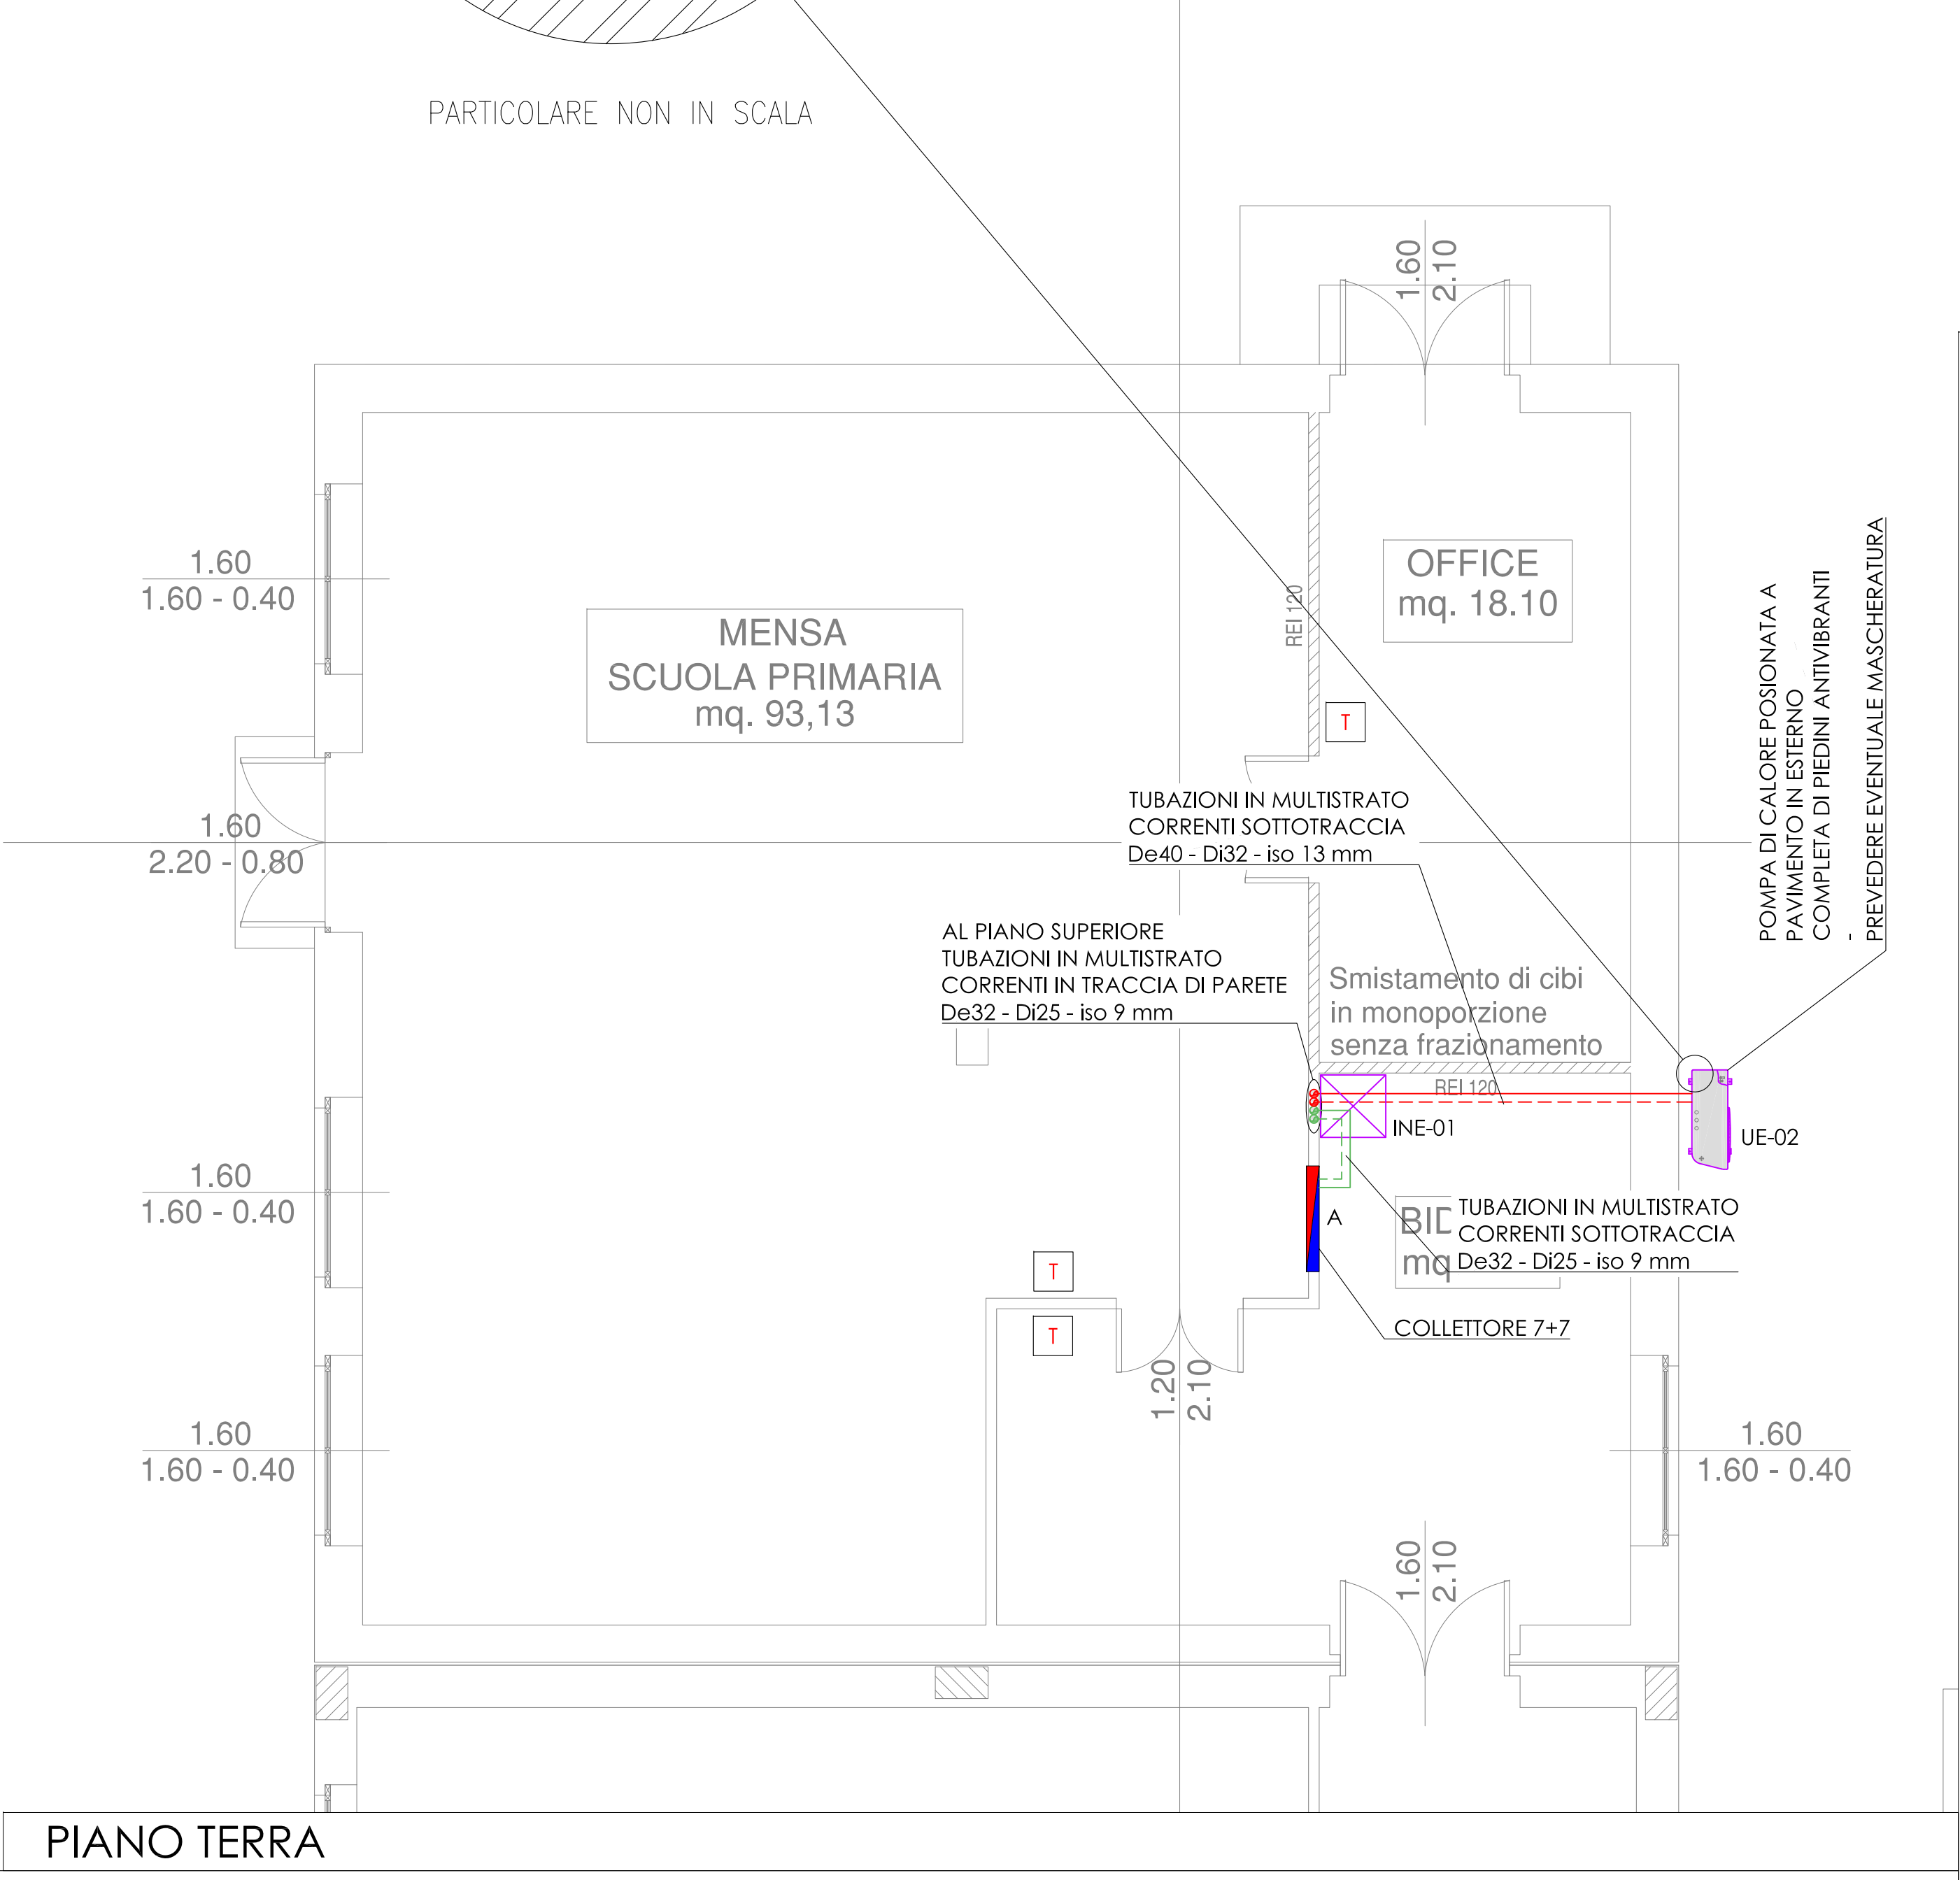 PARTICOLARE NON IN SCALA
1.60
2.10
1.60
1.60 - 0.40
MENSA
SCUOLA PRIMARIA
mq. 93,13
REI 120
OFFICE
mq. 18.10
T
POMPA DI CALORE POSIONATA A
PAVIMENTO IN ESTERNO
COMPLETA DI PIEDINI ANTIVIBRANTI
-
PREVEDERE EVENTUALE MASCHERATURA
1.60
2.20 - 0.80
TUBAZIONI IN MULTISTRATO
CORRENTI SOTTOTRACCIA
De40 - Di32 - iso 13 mm
AL PIANO SUPERIORE
TUBAZIONI IN MULTISTRATO
CORRENTI IN TRACCIA DI PARETE
De32 - Di25 - iso 9 mm
Smistamento di cibi
in monoporzione
senza frazionamento
REI 120
INE-01
UE-02
1.60
1.60 - 0.40
A
TUBAZIONI IN MULTISTRATO
CORRENTI SOTTOTRACCIA
De32 - Di25 - iso 9 mm
mq
T
T
COLLETTORE 7+7
1.20
2.10
1.60
1.60 - 0.40
1.60
1.60 - 0.40
1.60
2.10
PIANO TERRA